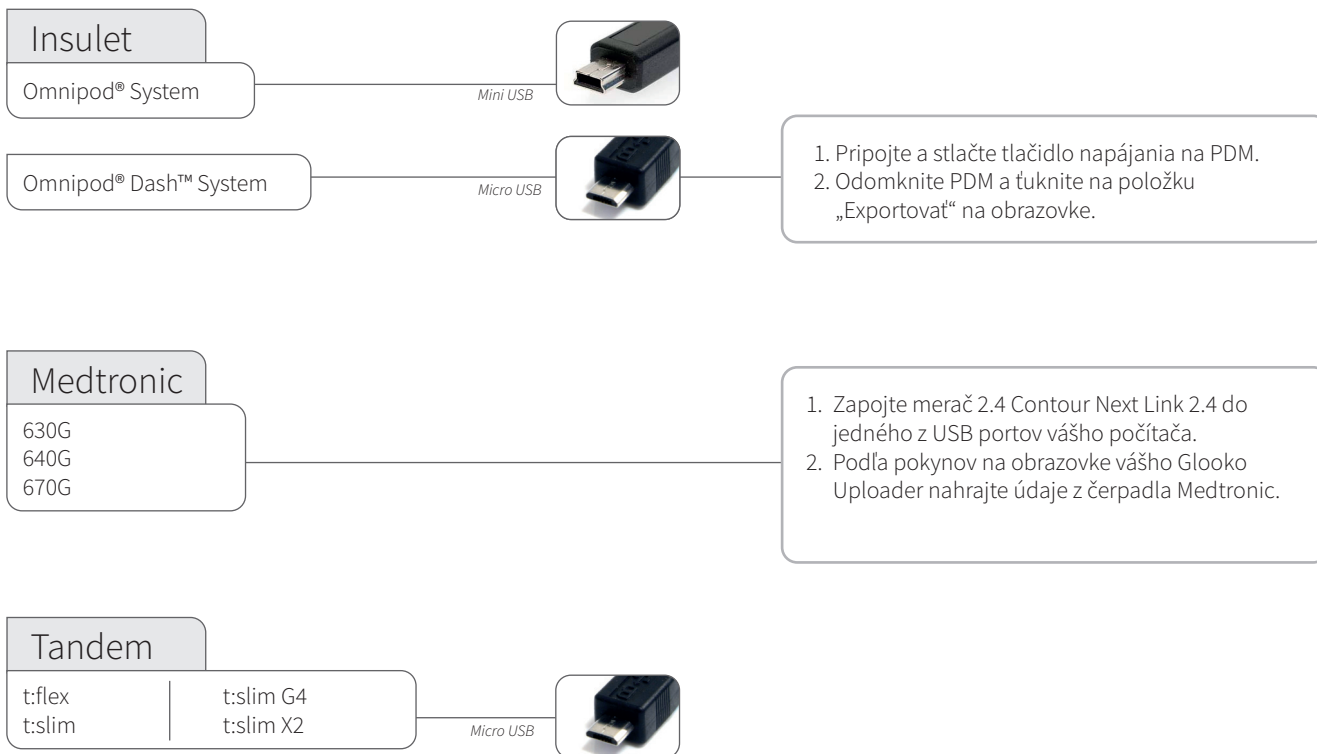 Insulet
Omnipod® System
Mini USB
Omnipod® Dash™ System
Micro USB
1. Pripojte a stlačte tlačidlo napájania na PDM.
2. Odomknite PDM a ťuknite na položku
„Exportovať“ na obrazovke.
Medtronic
630G
640G
670G
1. Zapojte merač 2.4 Contour Next Link 2.4 do
jedného z USB portov vášho počítača.
2. Podľa pokynov na obrazovke vášho Glooko
Uploader nahrajte údaje z čerpadla Medtronic.
Tandem
t:flex t:slim G4
t:slim t:slim X2
Micro USB